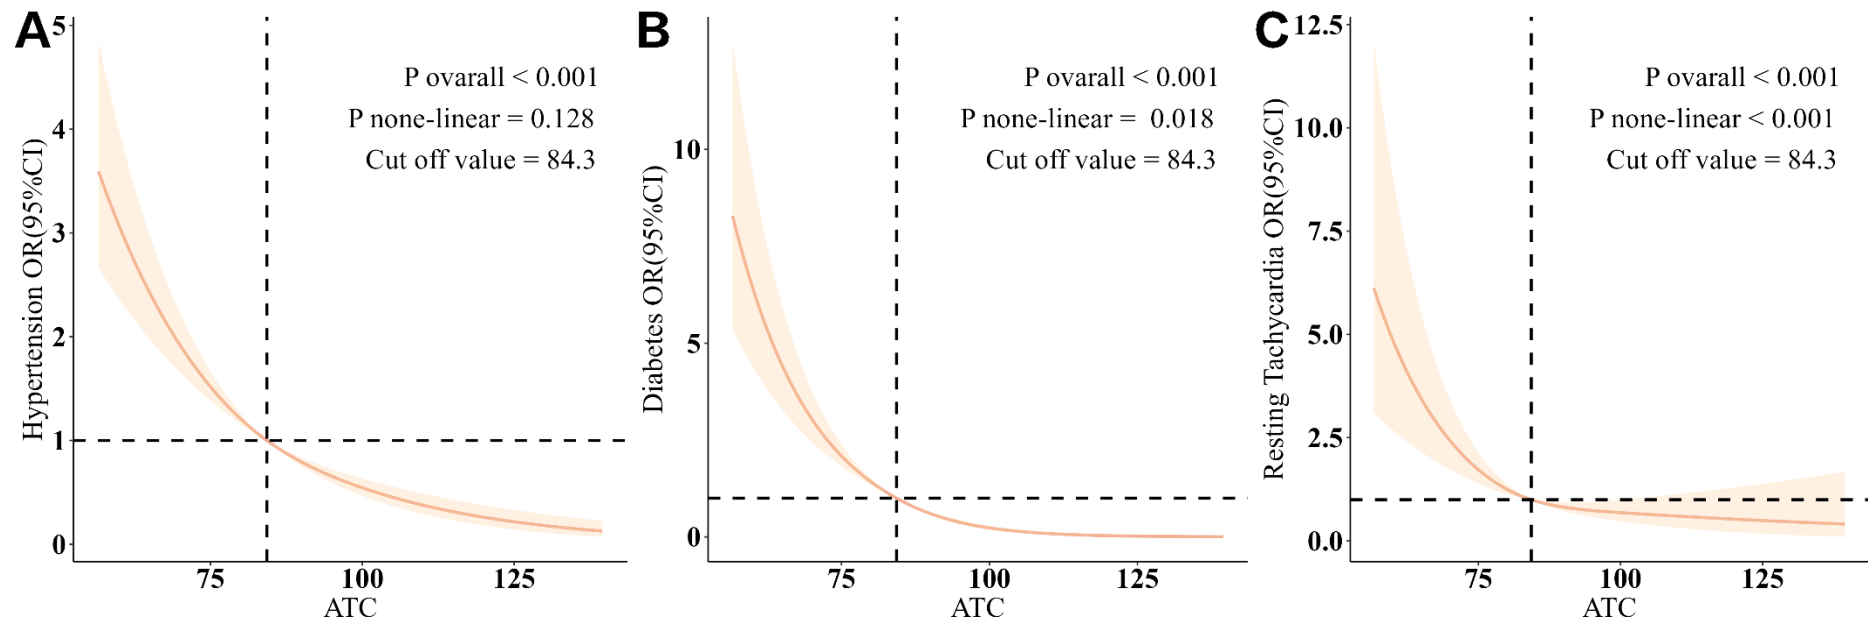 A
Hypertension OR(95%CI)
5
4
3
2
1
0
P ovarall < 0.001
P none-linear = 0.128
Cut off value = 84.3
75
100
125
ATC
B
Diabetes OR(95%CI)
10
5
0
P ovarall < 0.001
P none-linear = 0.018
Cut off value = 84.3
75
100
125
ATC
C
Resting Tachycardia OR(95%CI)
12.5
10.0
7.5
5.0
2.5
0.0
P ovarall < 0.001
P none-linear < 0.001
Cut off value = 84.3
75
100
125
ATC